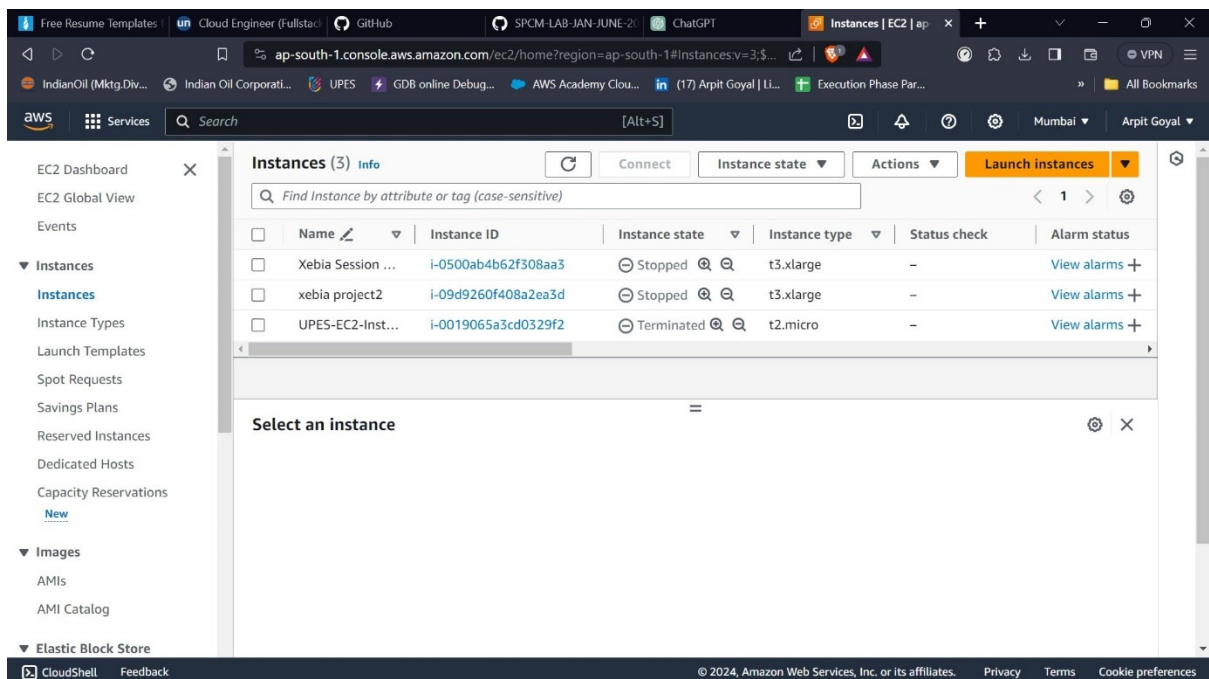 Free Resume Templates
un Cloud Engineer (Fullstac
GitHub
SPCM-LAB-JAN-JUNE-20
ChatGPT
Instances | EC2 | ap-
ap-south-1.console.aws.amazon.com/ec2/home?region=ap-south-1#Instances:v=3;$...
VPN
IndianOil (Mktg.Div...
Indian Oil Corporati...
UPES
GDB online Debug...
AWS Academy Clou...
in (17) Arpit Goyal | Li...
Execution Phase Par...
»
All Bookmarks
aws
Services
Search
[Alt+S]
Mumbai
Arpit Goyal
EC2 Dashboard
EC2 Global View
Events
Instances
Instances
Instance Types
Launch Templates
Spot Requests
Savings Plans
Reserved Instances
Dedicated Hosts
Capacity Reservations
New
Images
AMIs
AMI Catalog
Elastic Block Store
Instances (3) Info
Connect
Instance state
Actions
Launch instances
Find Instance by attribute or tag (case-sensitive)
1
Name Instance ID Instance state Instance type Status check Alarm status
Xebia Session ... i-0500ab4b62f308aa3 Stopped t3.xlarge – View alarms +
xebia project2 i-09d9260f408a2ea3d Stopped t3.xlarge – View alarms +
UPES-EC2-Inst... i-0019065a3cd0329f2 Terminated t2.micro – View alarms +
Select an instance
CloudShell Feedback © 2024, Amazon Web Services, Inc. or its affiliates. Privacy Terms Cookie preferences